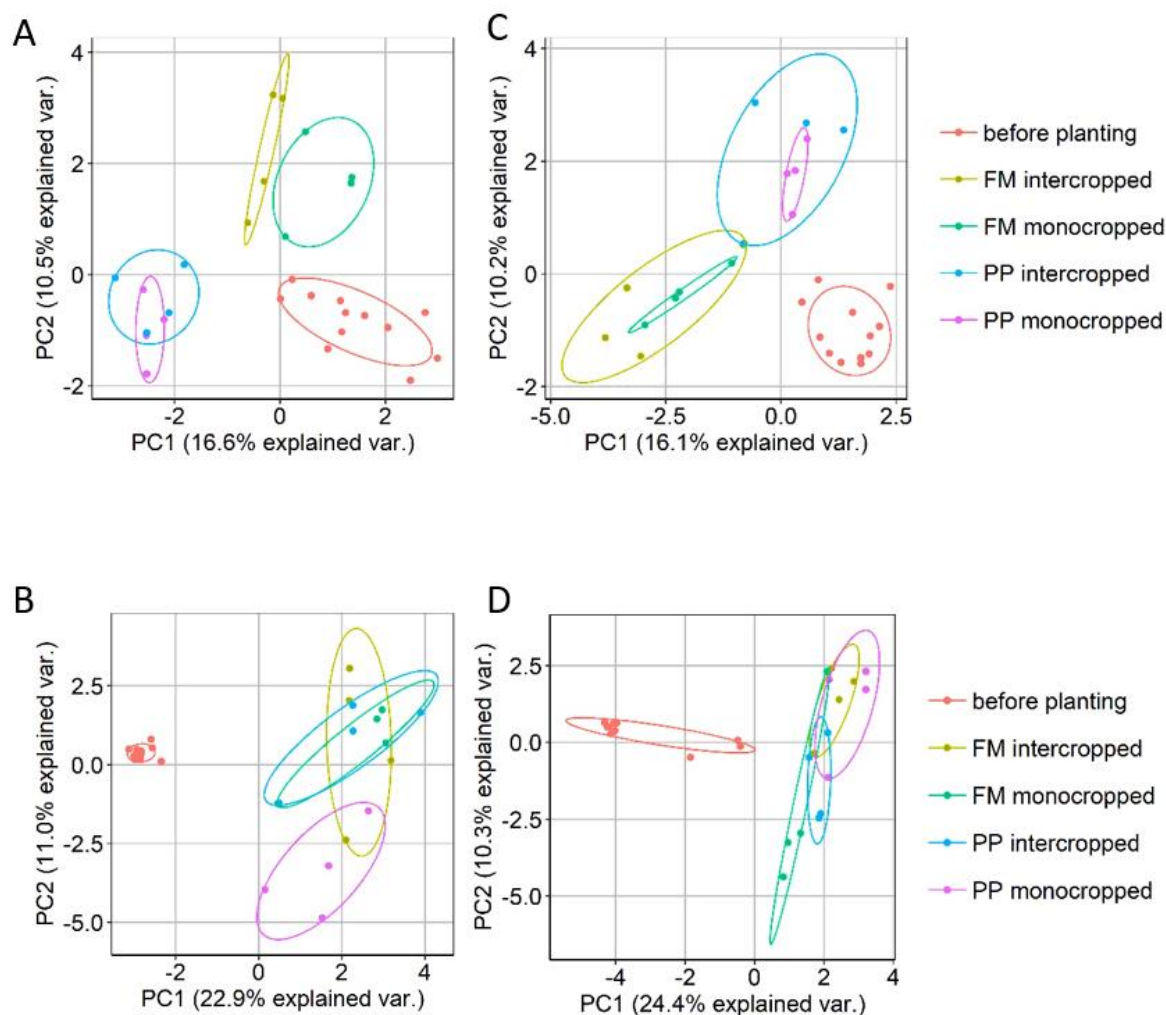 A
4
2
0
-2
PC2 (10.5% explained var.)
-2
0
2
PC1 (16.6% explained var.)
C
4
2
0
-2
PC2 (10.2% explained var.)
-5.0
-2.5
0.0
2.5
PC1 (16.1% explained var.)
before planting
FM intercropped
FM monocropped
PP intercropped
PP monocropped
B
2.5
0.0
-2.5
-5.0
PC2 (11.0% explained var.)
-2
0
2
4
PC1 (22.9% explained var.)
D
2.5
0.0
-2.5
-5.0
PC2 (10.3% explained var.)
-4
-2
0
2
4
PC1 (24.4% explained var.)
before planting
FM intercropped
FM monocropped
PP intercropped
PP monocropped